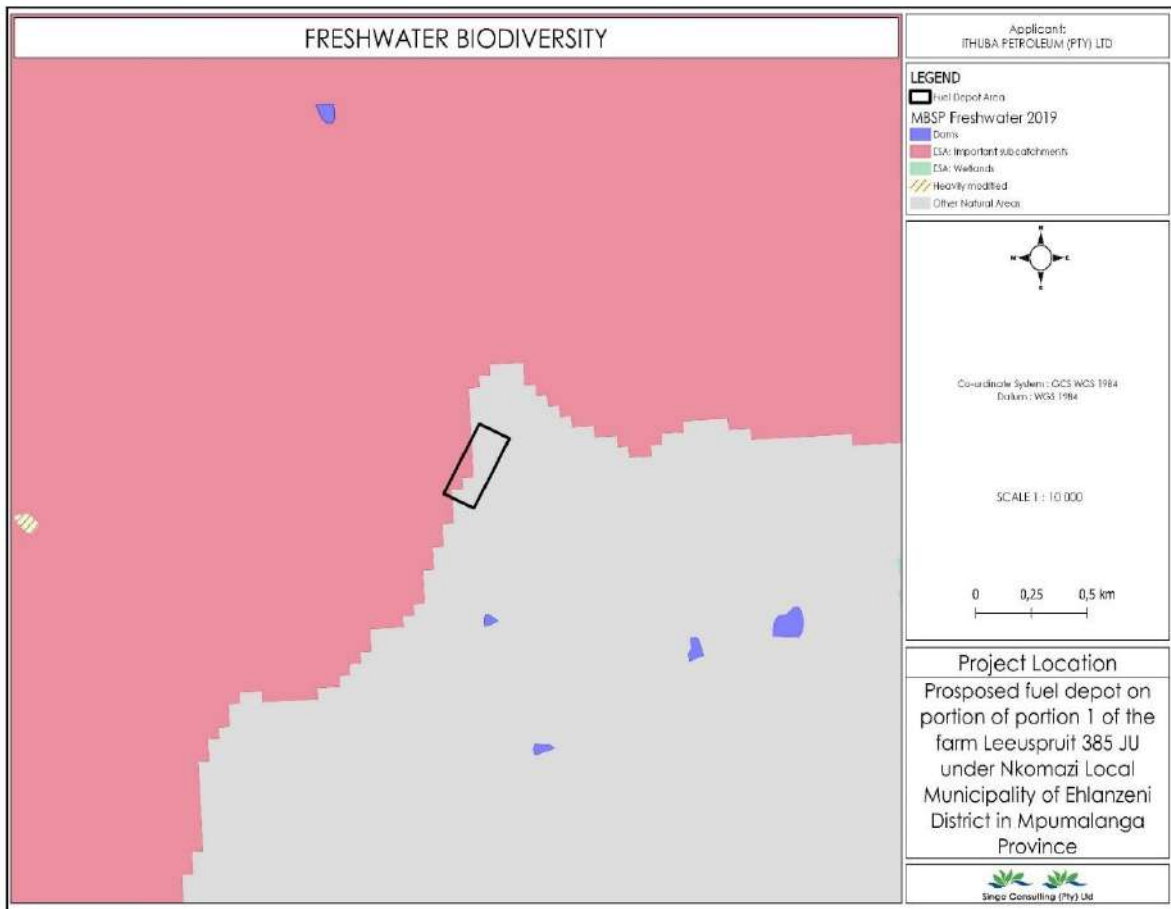 FRESHWATER BIODIVERSITY
Applicant:
ITHUBA PETROLEUM (PTY) LTD
LEGEND
Fuel Depot Area
MBSP Freshwater 2019
Dams
ESA: Important subcatchments
ESA: Wetlands
Heavily modified
Other Natural Areas
N
W E
S
Co-ordinate System : GCS WGS 1984
Datum : WGS 1984
SCALE 1 : 10 000
0 0,25 0,5 km
Project Location
Prosposed fuel depot on
portion of portion 1 of the
farm Leeuspruit 385 JU
under Nkomazi Local
Municipality of Ehlanzeni
District in Mpumalanga
Province
Singo Consulting (Pty) Ltd